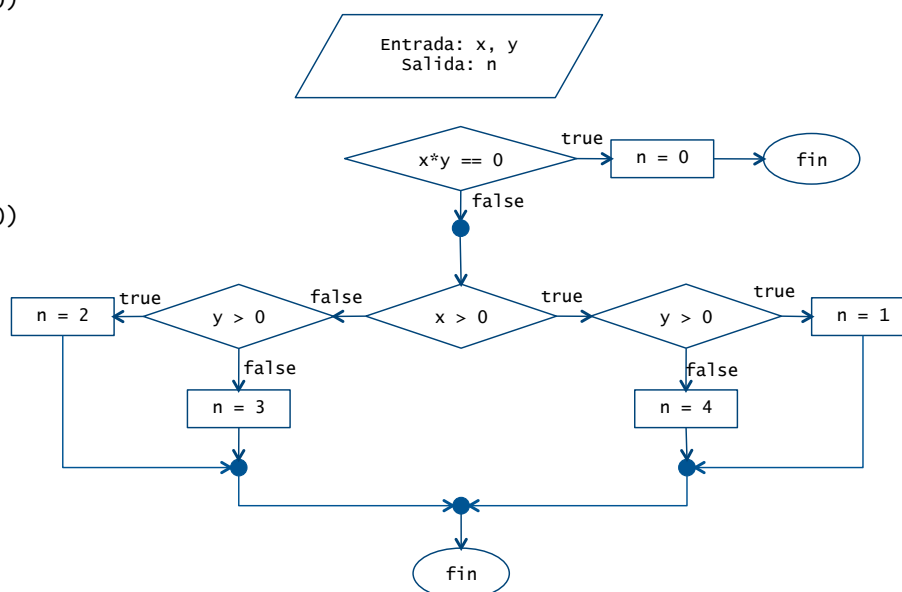 Entrada: x, y
Salida: n
true
x*y == 0
n = 0
fin
false
))
true
false
true
true
n = 2
y > 0
x > 0
y > 0
n = 1
false
false
n = 3
n = 4
fin